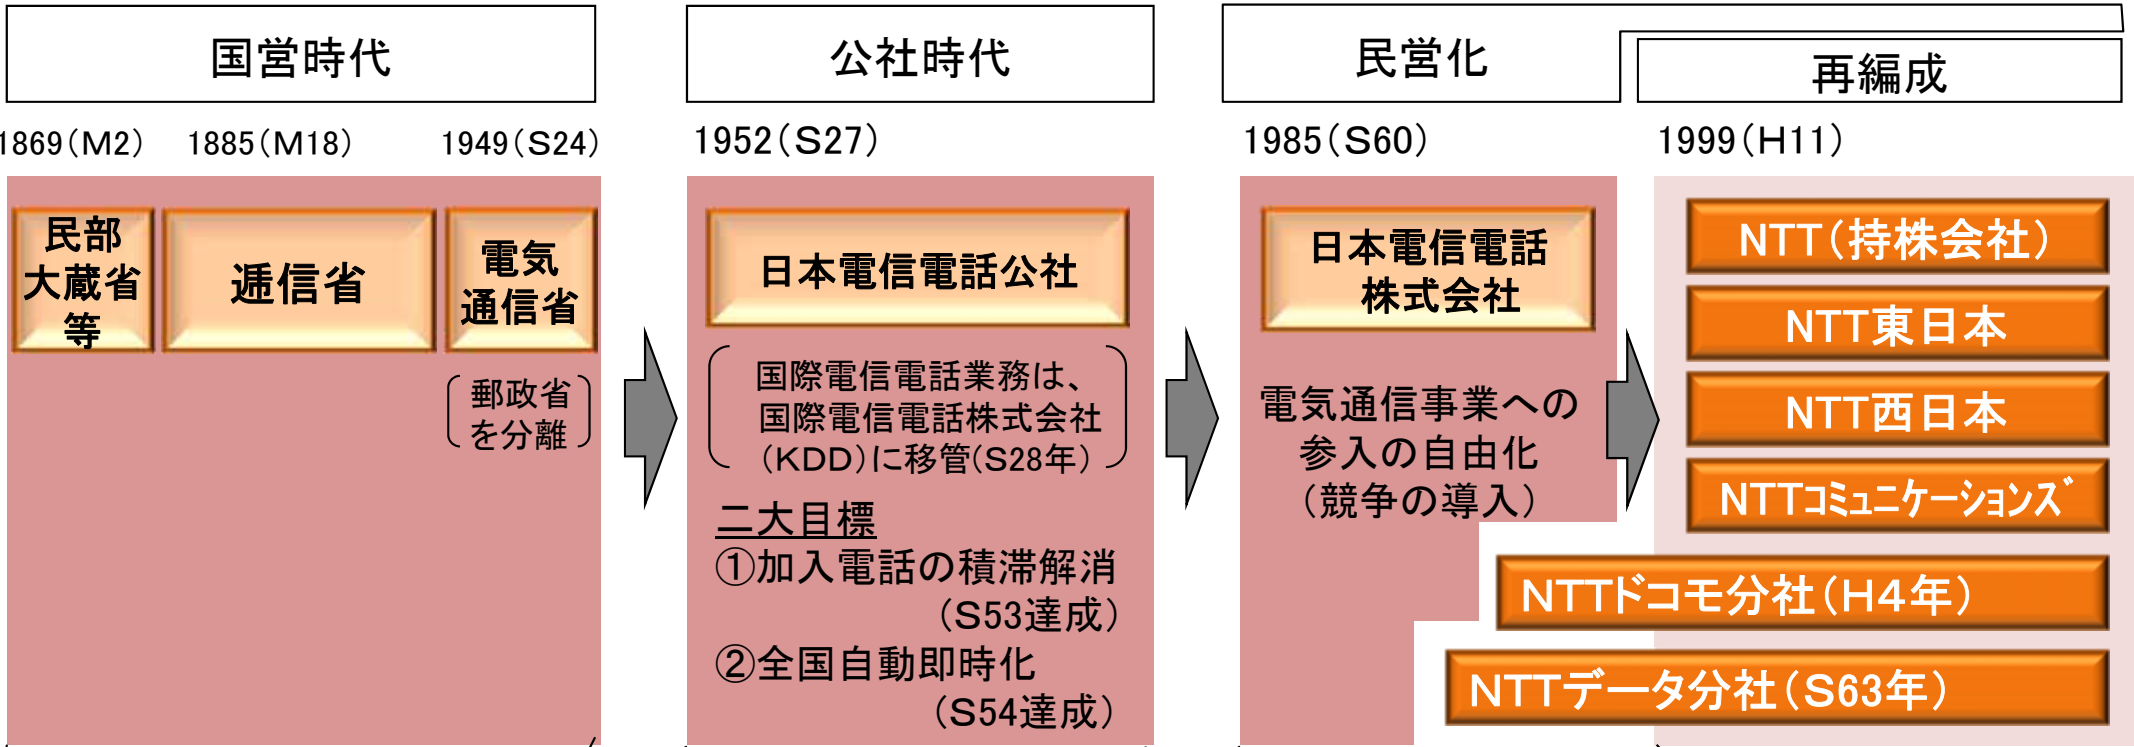 国営時代
公社時代
民営化
再編成
1869(M2)
1885(M18)
1949(S24)
1952(S27)
1985(S60)
1999(H11)
民部
大蔵省
等
逓信省
電気
通信省
郵政省
を分離
日本電信電話公社
国際電信電話業務は、
国際電信電話株式会社
(KDD)に移管(S28年)
二大目標
①加入電話の積滞解消
(S53達成)
②全国自動即時化
(S54達成)
日本電信電話
株式会社
電気通信事業への
参入の自由化
(競争の導入)
NTT(持株会社)
NTT東日本
NTT西日本
NTTコミュニケーションズ
NTTドコモ分社(H4年)
NTTデータ分社(S63年)